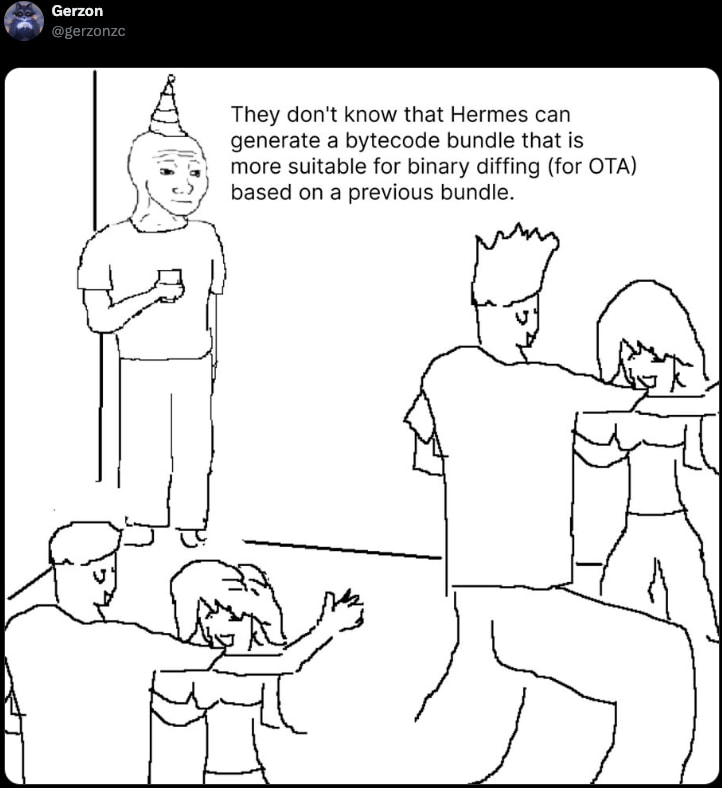 Gerzon
@gerzonzc
They don't know that Hermes can
generate a bytecode bundle that is
more suitable for binary diffing (for OTA)
based on a previous bundle.